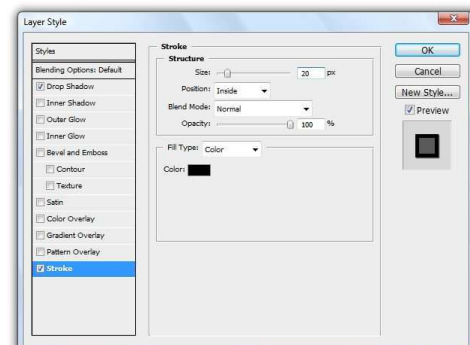 Layer Style
Styles
Blending Options: Default
Drop Shadow
Inner Shadow
Outer Glow
Inner Glow
Bevel and Emboss
Contour
Texture
Satin
Color Overlay
Gradient Overlay
Pattern Overlay
Stroke
Stroke
Structure
Size: 20 px
Position: Inside
Blend Mode: Normal
Opacity: 100 %
Fill Type: Color
Color:
OK
Cancel
New Style...
Preview